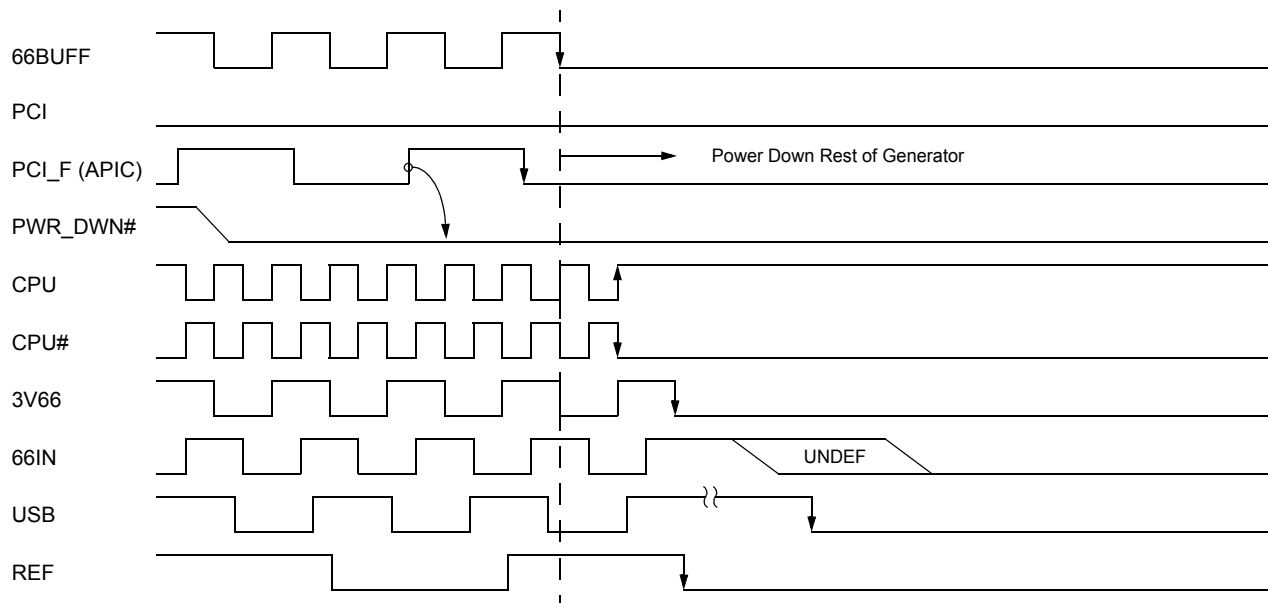 66BUFF
PCI
PCI_F (APIC)
Power Down Rest of Generator
PWR_DWN#
CPU
CPU#
3V66
66IN
UNDEF
USB
REF